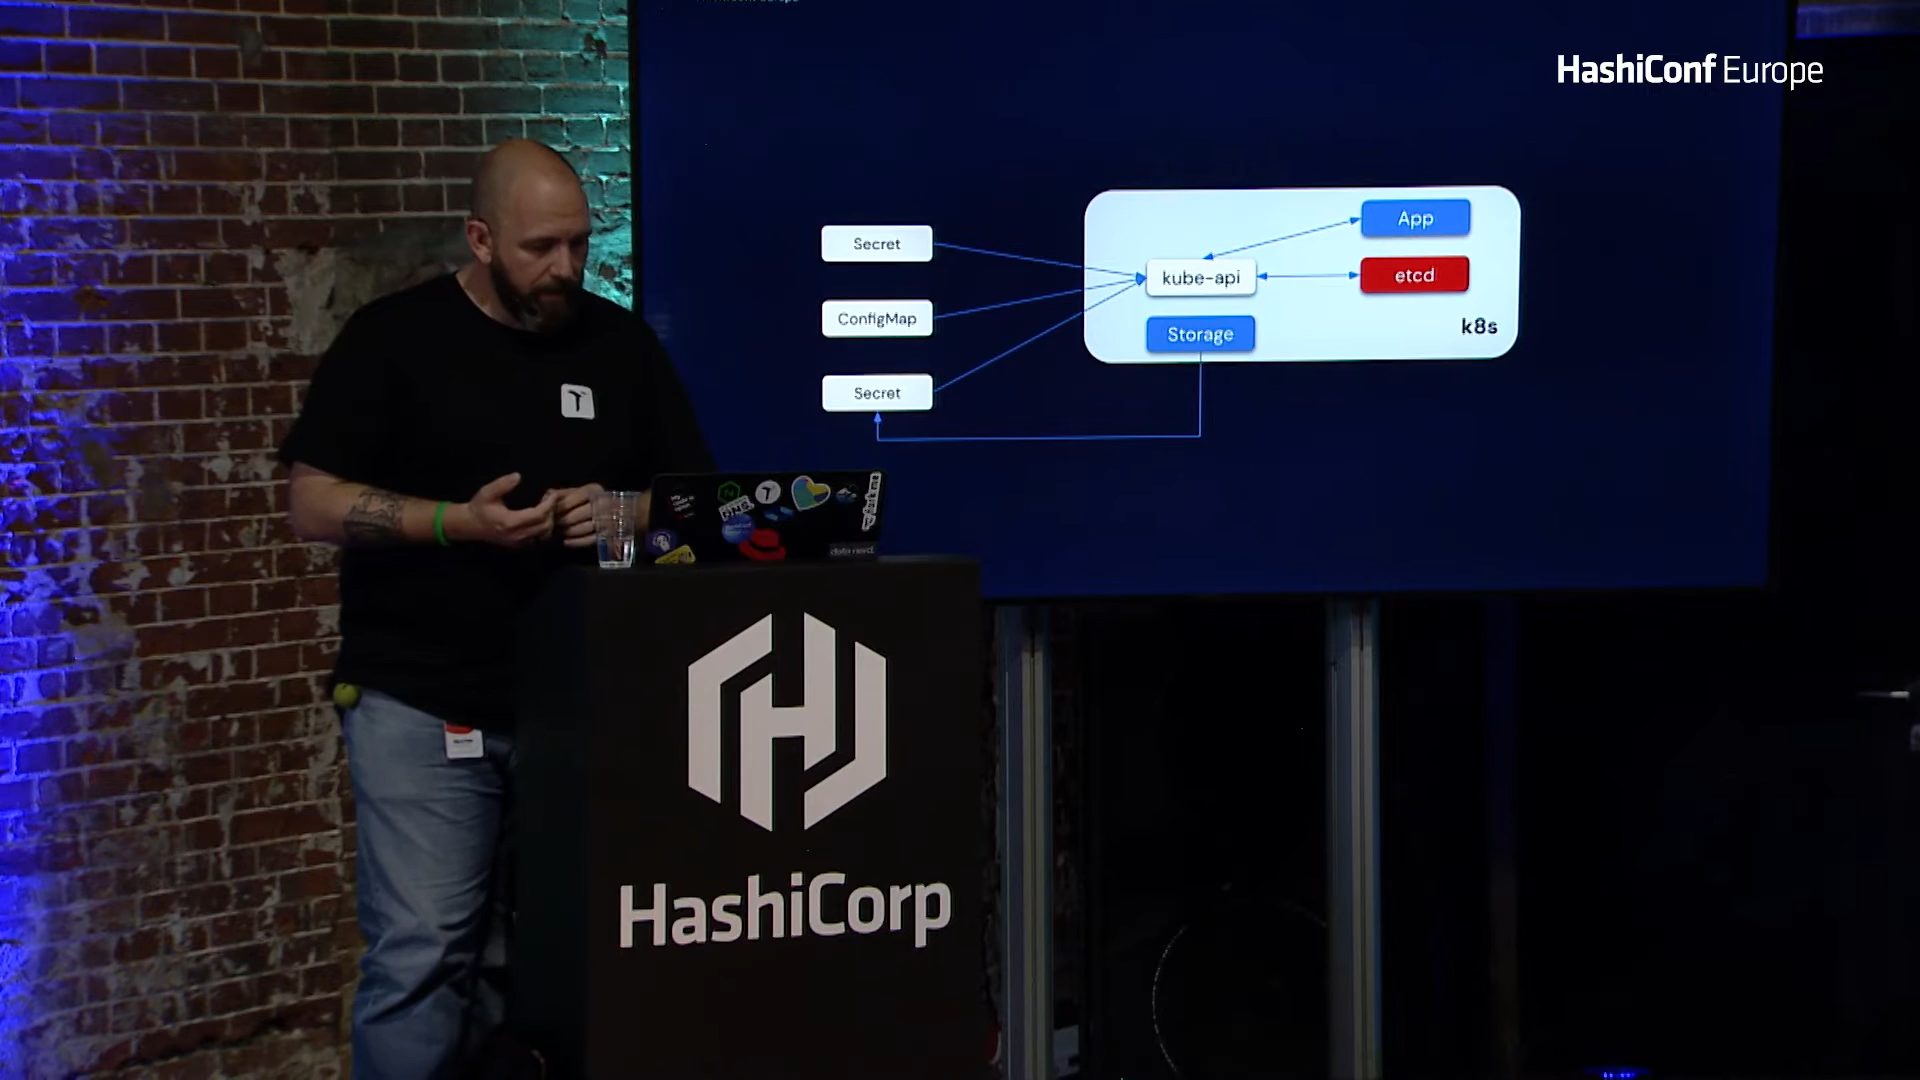 HashiConf Europe
Secret
ConfigMap
Secret
kube-api
Storage
App
etcd
k8s
HashiCorp